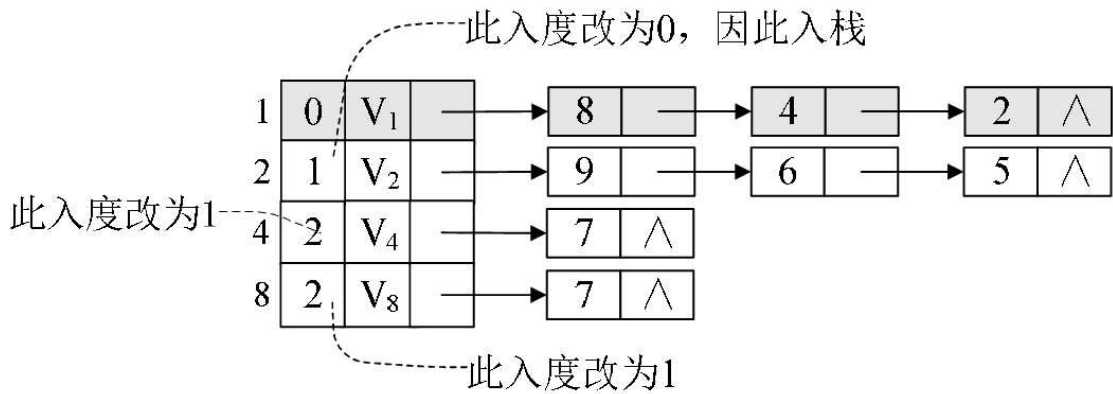 此入度改为0，因此入栈
1 0 V₁ 8 4 2 ∧
2 1 V₂ 9 6 5 ∧
此入度改为1
4 2 V₄ 7 ∧
8 2 V₈ 7 ∧
此入度改为1